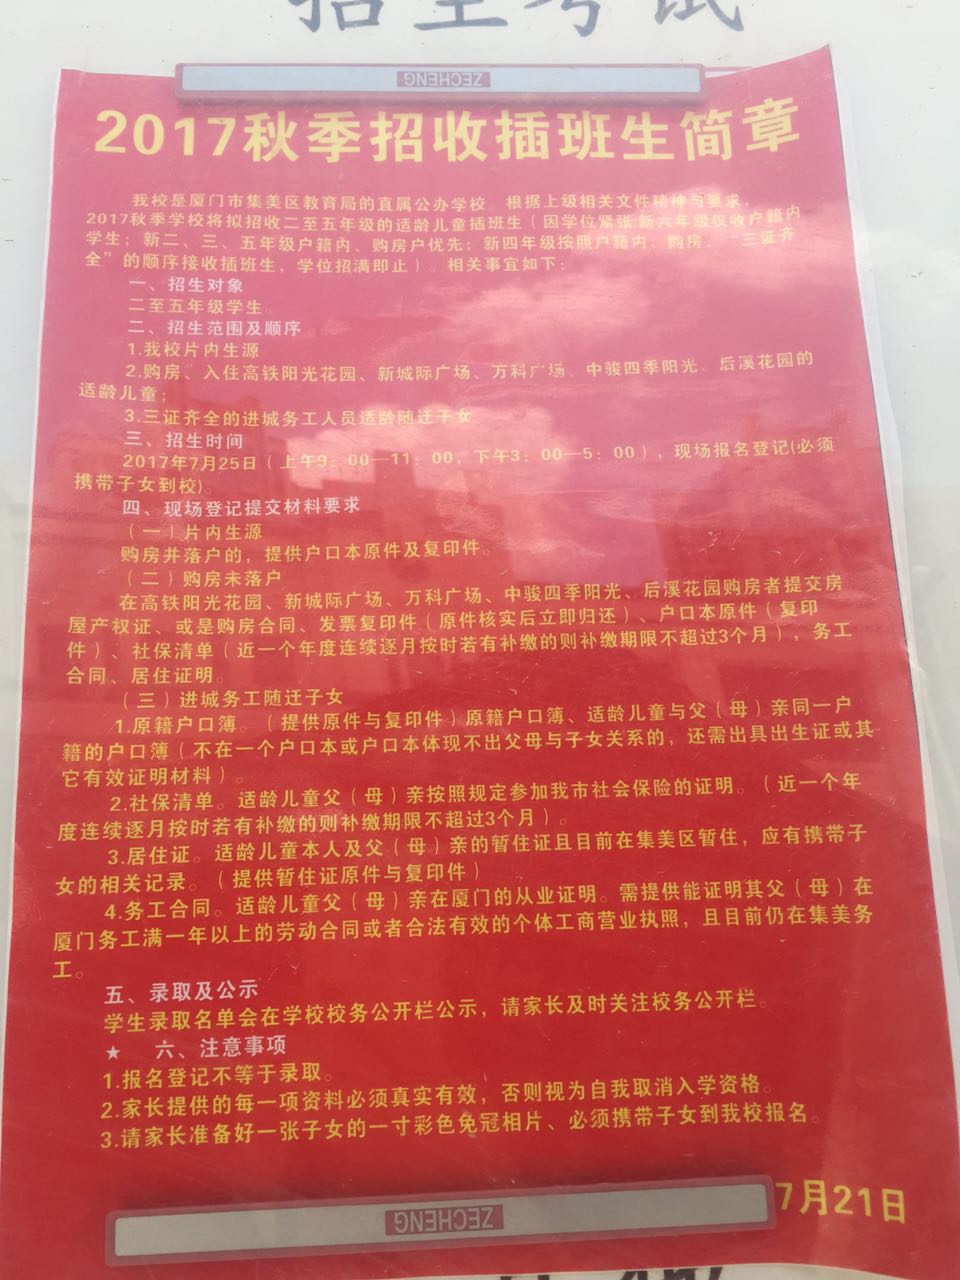 招生考试
ZECHENG
2017秋季招收插班生简章
我校是厦门市集美区教育局的直属公办学校。根据上级相关文件精神与要求，
2017秋季学校将拟招收二至五年级的适龄儿童插班生（因学位紧张,新六年级仅收户籍内
学生；新二、三、五年级户籍内、购房户优先；新四年级按照户籍内、购房、“三证齐
全”的顺序接收插班生，学位招满即止）。相关事宜如下：
一、招生对象
二至五年级学生
二、招生范围及顺序
1.我校片内生源
2.购房、入住高铁阳光花园、新城际广场、万科广场、中骏四季阳光、后溪花园的
适龄儿童；
3.三证齐全的进城务工人员适龄随迁子女。
三、招生时间
2017年7月25日（上午9：00—11：00，下午3：00—5：00），现场报名登记(必须
携带子女到校)。
四、现场登记提交材料要求
（一）片内生源
购房并落户的，提供户口本原件及复印件。
（二）购房未落户
在高铁阳光花园、新城际广场、万科广场、中骏四季阳光、后溪花园购房者提交房
屋产权证、或是购房合同、发票复印件（原件核实后立即归还）、户口本原件（复印
件）、社保清单（近一个年度连续逐月按时若有补缴的则补缴期限不超过3个月），务工
合同、居住证明。
（三）进城务工随迁子女
1.原籍户口簿。（提供原件与复印件）原籍户口簿、适龄儿童与父（母）亲同一户
籍的户口簿（不在一个户口本或户口本体现不出父母与子女关系的，还需出具出生证或其
它有效证明材料）。
2.社保清单。适龄儿童父（母）亲按照规定参加我市社会保险的证明。（近一个年
度连续逐月按时若有补缴的则补缴期限不超过3个月）。
3.居住证。适龄儿童本人及父（母）亲的暂住证且目前在集美区暂住，应有携带子
女的相关记录。（提供暂住证原件与复印件）
4.务工合同。适龄儿童父（母）亲在厦门的从业证明。需提供能证明其父（母）在
厦门务工满一年以上的劳动合同或者合法有效的个体工商营业执照，且目前仍在集美务
工。
五、录取及公示
学生录取名单会在学校校务公开栏公示，请家长及时关注校务公开栏。
★ 六、注意事项
1.报名登记不等于录取。
2.家长提供的每一项资料必须真实有效，否则视为自我取消入学资格。
3.请家长准备好一张子女的一寸彩色免冠相片、必须携带子女到我校报名。
7月21日
ZECHENG